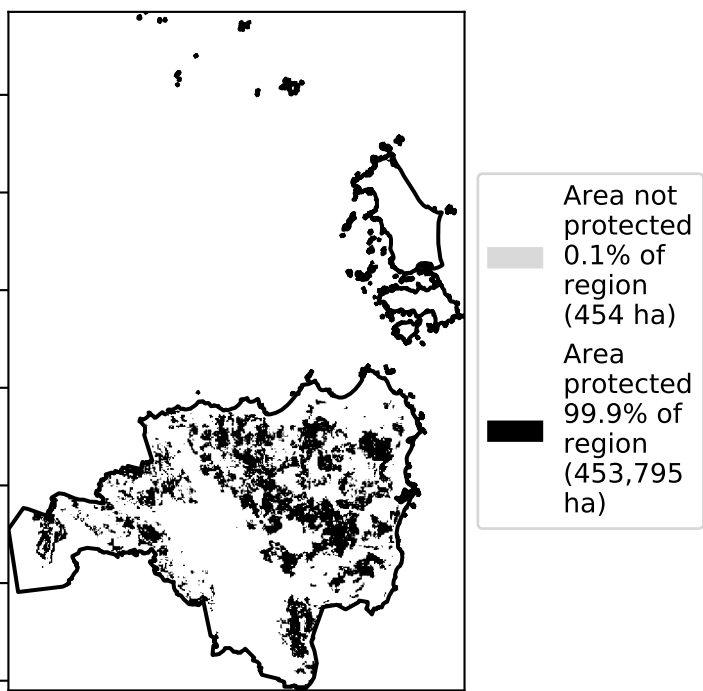 Area not
protected
0.1% of
region
(454 ha)
Area
protected
99.9% of
region
(453,795
ha)